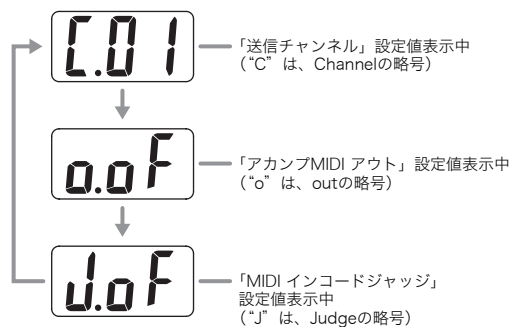 C.01
「送信チャンネル」設定値表示中
（“C”は、Channelの略号）
o.oF
「アカンプMIDI アウト」設定値表示中
（“o”は、outの略号）
J.oF
「MIDI インコードジャッジ」
設定値表示中
（“J”は、Judgeの略号）